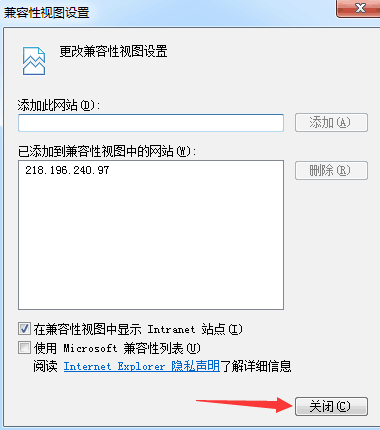 兼容性视图设置
更改兼容性视图设置
添加此网站(D):
添加(A)
已添加到兼容性视图中的网站(W):
218.196.240.97
删除(R)
在兼容性视图中显示 Intranet 站点(I)
使用 Microsoft 兼容性列表(U)
阅读 Internet Explorer 隐私声明了解详细信息
关闭(C)